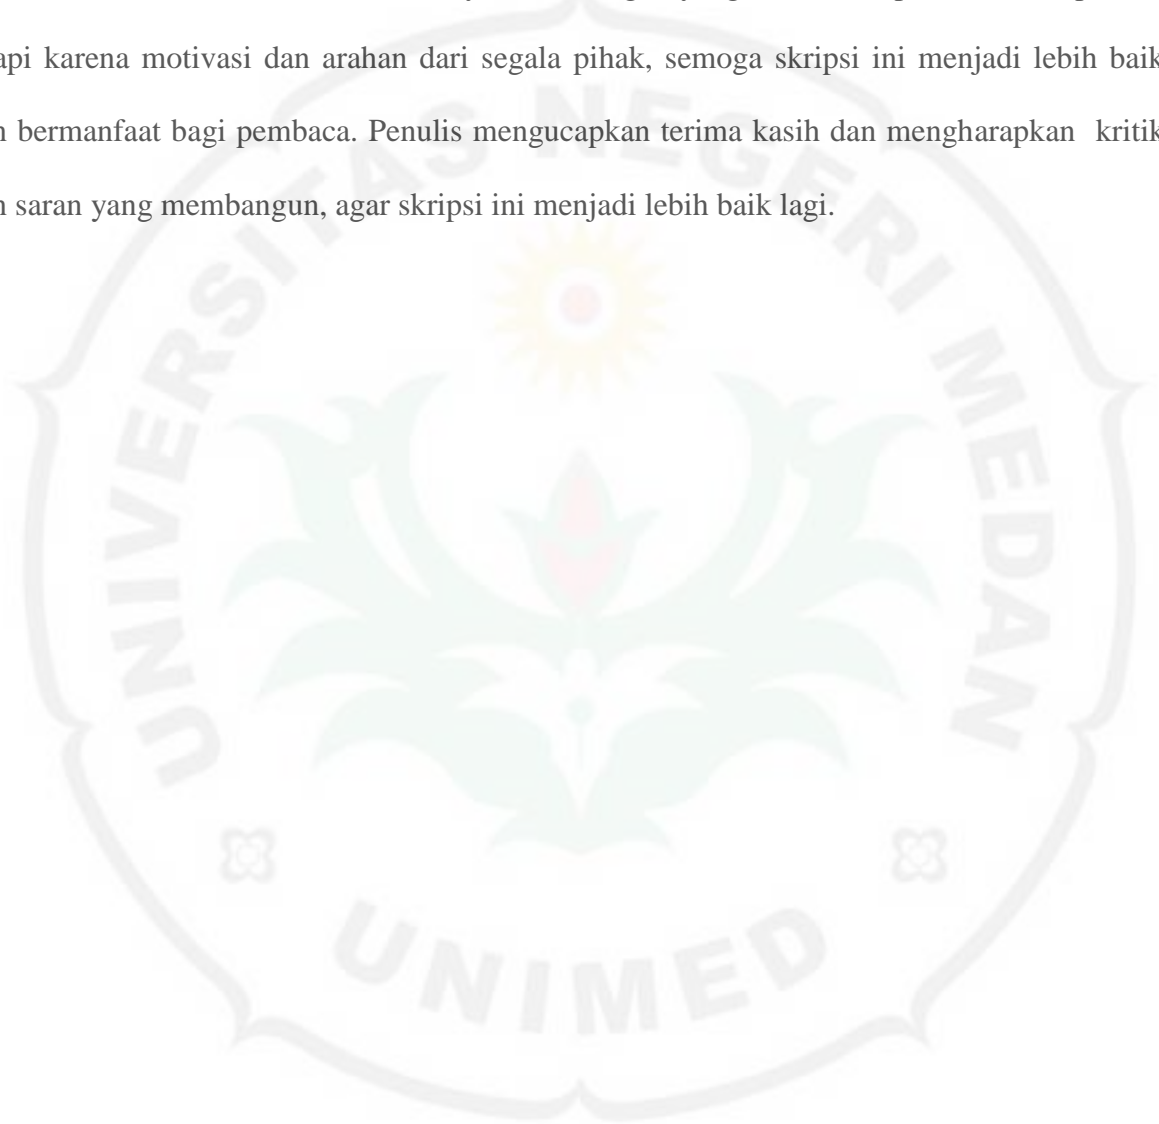 api karena motivasi dan arahan dari segala pihak, semoga skripsi ini menjadi lebih baik
n bermanfaat bagi pembaca. Penulis mengucapkan terima kasih dan mengharapkan kritik
n saran yang membangun, agar skripsi ini menjadi lebih baik lagi.
UNIVERSITAS NEGERI MEDAN
UNIMED